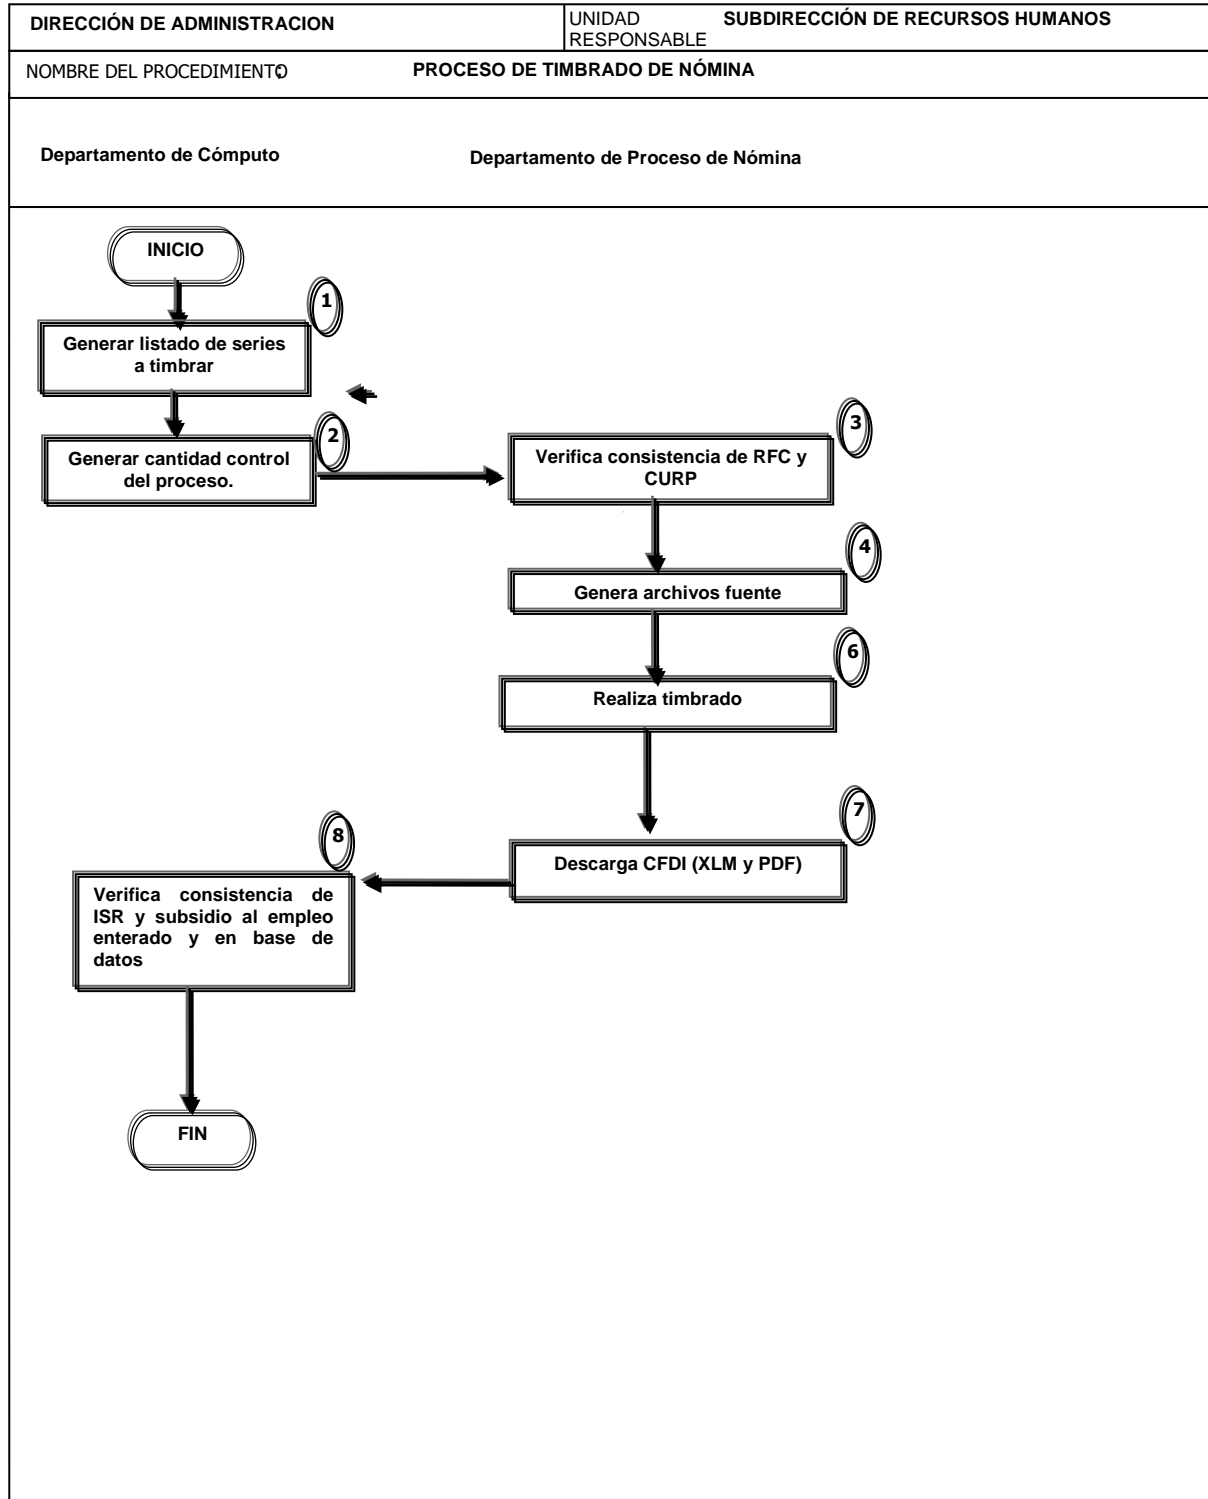 DIRECCIÓN DE ADMINISTRACION
UNIDAD RESPONSABLE
SUBDIRECCIÓN DE RECURSOS HUMANOS
NOMBRE DEL PROCEDIMIENTO:
PROCESO DE TIMBRADO DE NÓMINA
Departamento de Cómputo
Departamento de Proceso de Nómina
INICIO
1
Generar listado de series
a timbrar
2
Generar cantidad control
del proceso.
3
Verifica consistencia de RFC y
CURP
4
Genera archivos fuente
6
Realiza timbrado
7
Descarga CFDI (XLM y PDF)
8
Verifica consistencia de
ISR y subsidio al empleo
enterado y en base de
datos
FIN